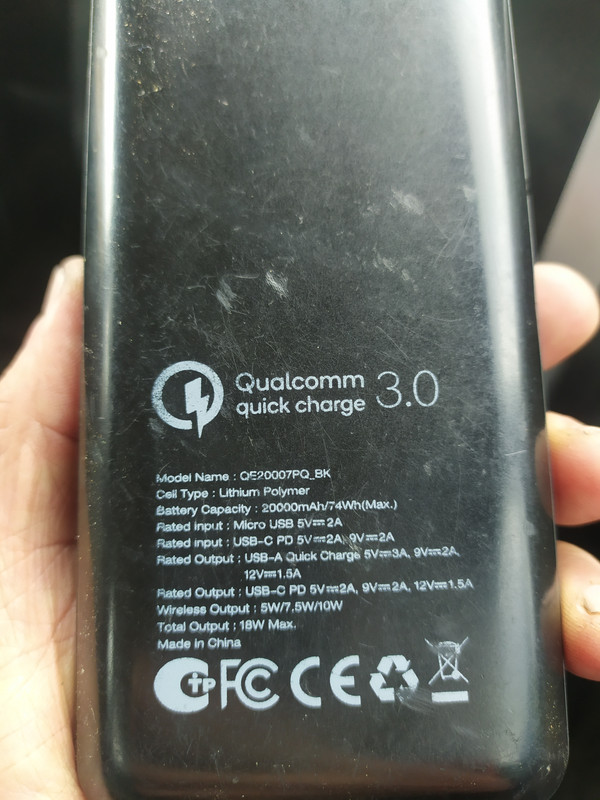 Qualcomm
quick charge 3.0
Model Name : QE20007PQ_BK
Cell Type : Lithium Polymer
Battery Capacity : 20000mAh/74Wh(Max.)
Rated input : Micro USB 5V⎓2A
Rated input : USB-C PD 5V⎓2A, 9V⎓2A
Rated Output : USB-A Quick Charge 5V⎓3A, 9V⎓2A,
12V⎓1.5A
Rated Output : USB-C PD 5V⎓2A, 9V⎓2A, 12V⎓1.5A
Wireless Output : 5W/7.5W/10W
Total Output : 18W Max.
Made in China
CTP FC CE